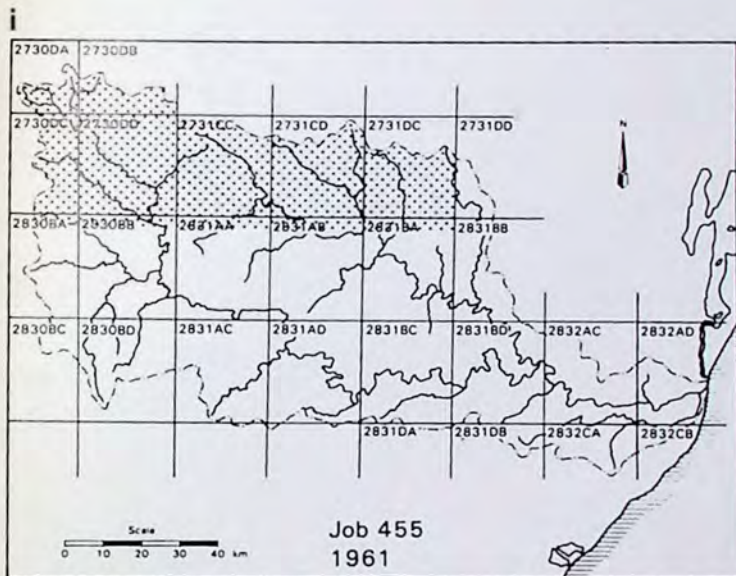 i
2730DA 2730DB
N
2730DC 2730DD 2731CC 2731CD 2731DC 2731DD
2830BA 2830BB 2831AA 2831AB 2831BA 2831BB
2830BC 2830BD 2831AC 2831AD 2831BC 2831BD 2832AC 2832AD
2831DA 2831DB 2832CA 2832CB
Scale
0 10 20 30 40 km
Job 455
1961